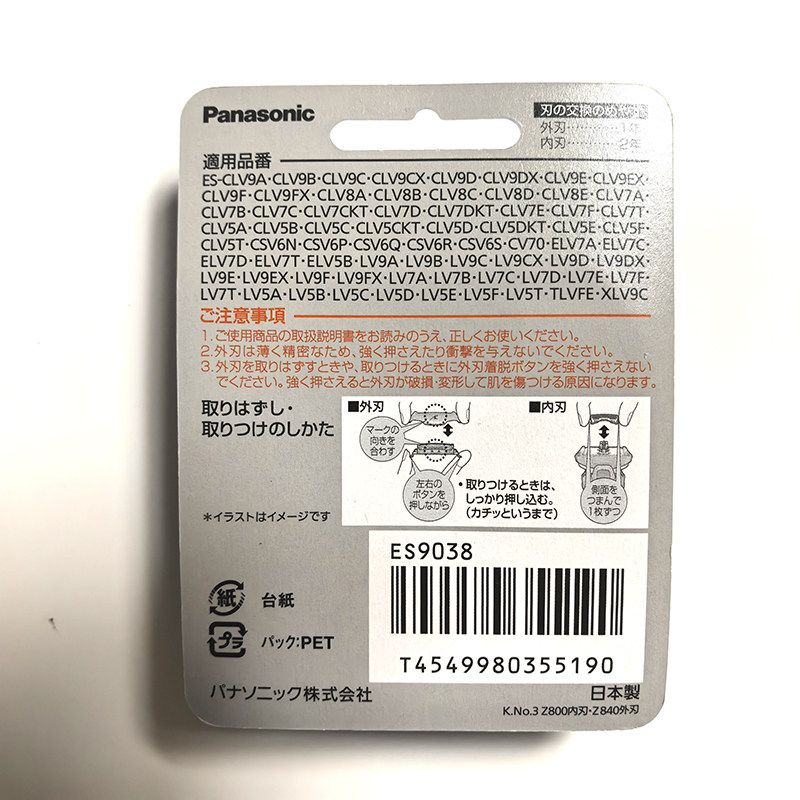 Panasonic
刃の交換のめやす
外刃…………1年
内刃…………2年
適用品番
ES-CLV9A・CLV9B・CLV9C・CLV9CX・CLV9D・CLV9DX・CLV9E・CLV9EX・
CLV9F・CLV9FX・CLV8A・CLV8B・CLV8C・CLV8D・CLV8E・CLV7A・
CLV7B・CLV7C・CLV7CKT・CLV7D・CLV7DKT・CLV7E・CLV7F・CLV7T・
CLV5A・CLV5B・CLV5C・CLV5CKT・CLV5D・CLV5DKT・CLV5E・CLV5F・
CLV5T・CSV6N・CSV6P・CSV6Q・CSV6R・CSV6S・CV70・ELV7A・ELV7C・
ELV7D・ELV7T・ELV5B・LV9A・LV9B・LV9C・LV9CX・LV9D・LV9DX・
LV9E・LV9EX・LV9F・LV9FX・LV7A・LV7B・LV7C・LV7D・LV7E・LV7F・
LV7T・LV5A・LV5B・LV5C・LV5D・LV5E・LV5F・LV5T・TLVFE・XLV9C
ご注意事項
1. ご使用商品の取扱説明書をお読みのうえ、正しくお使いください。
2. 外刃は薄く精密なため、強く押さえたり衝撃を与えないでください。
3. 外刃を取りはずすときや、取りつけるときに外刃着脱ボタンを強く押さえない
でください。強く押さえると外刃が破損・変形して肌を傷つける原因になります。
取りはずし・
取りつけのしかた
*イラストはイメージです
■外刃
マークの
向きを
合わす
左右の
ボタンを
押しながら
・取りつけるときは、
しっかり押し込む。
(カチッというまで)
■内刃
側面を
つまんで
1枚ずつ
ES9038
T4549980355190
紙 台紙
プラ パック:PET
パナソニック株式会社
日本製
K.No.3 Z800内刃・Z840外刃